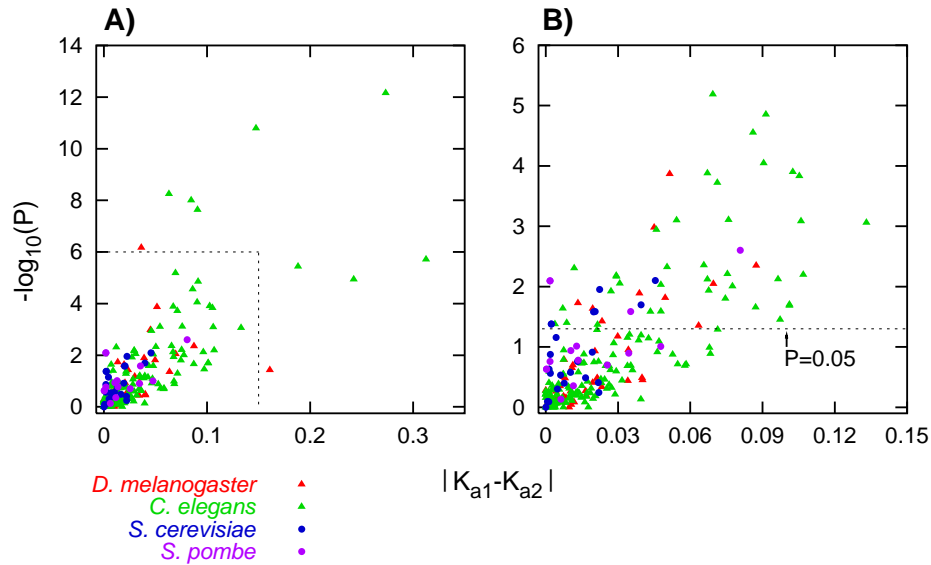 A)
B)
14
12
10
8
6
4
2
0
0
0.1
0.2
0.3
-log10(P)
6
5
4
3
2
1
0
0
0.03
0.06
0.09
0.12
0.15
P=0.05
|Ka1-Ka2|
D. melanogaster
C. elegans
S. cerevisiae
S. pombe